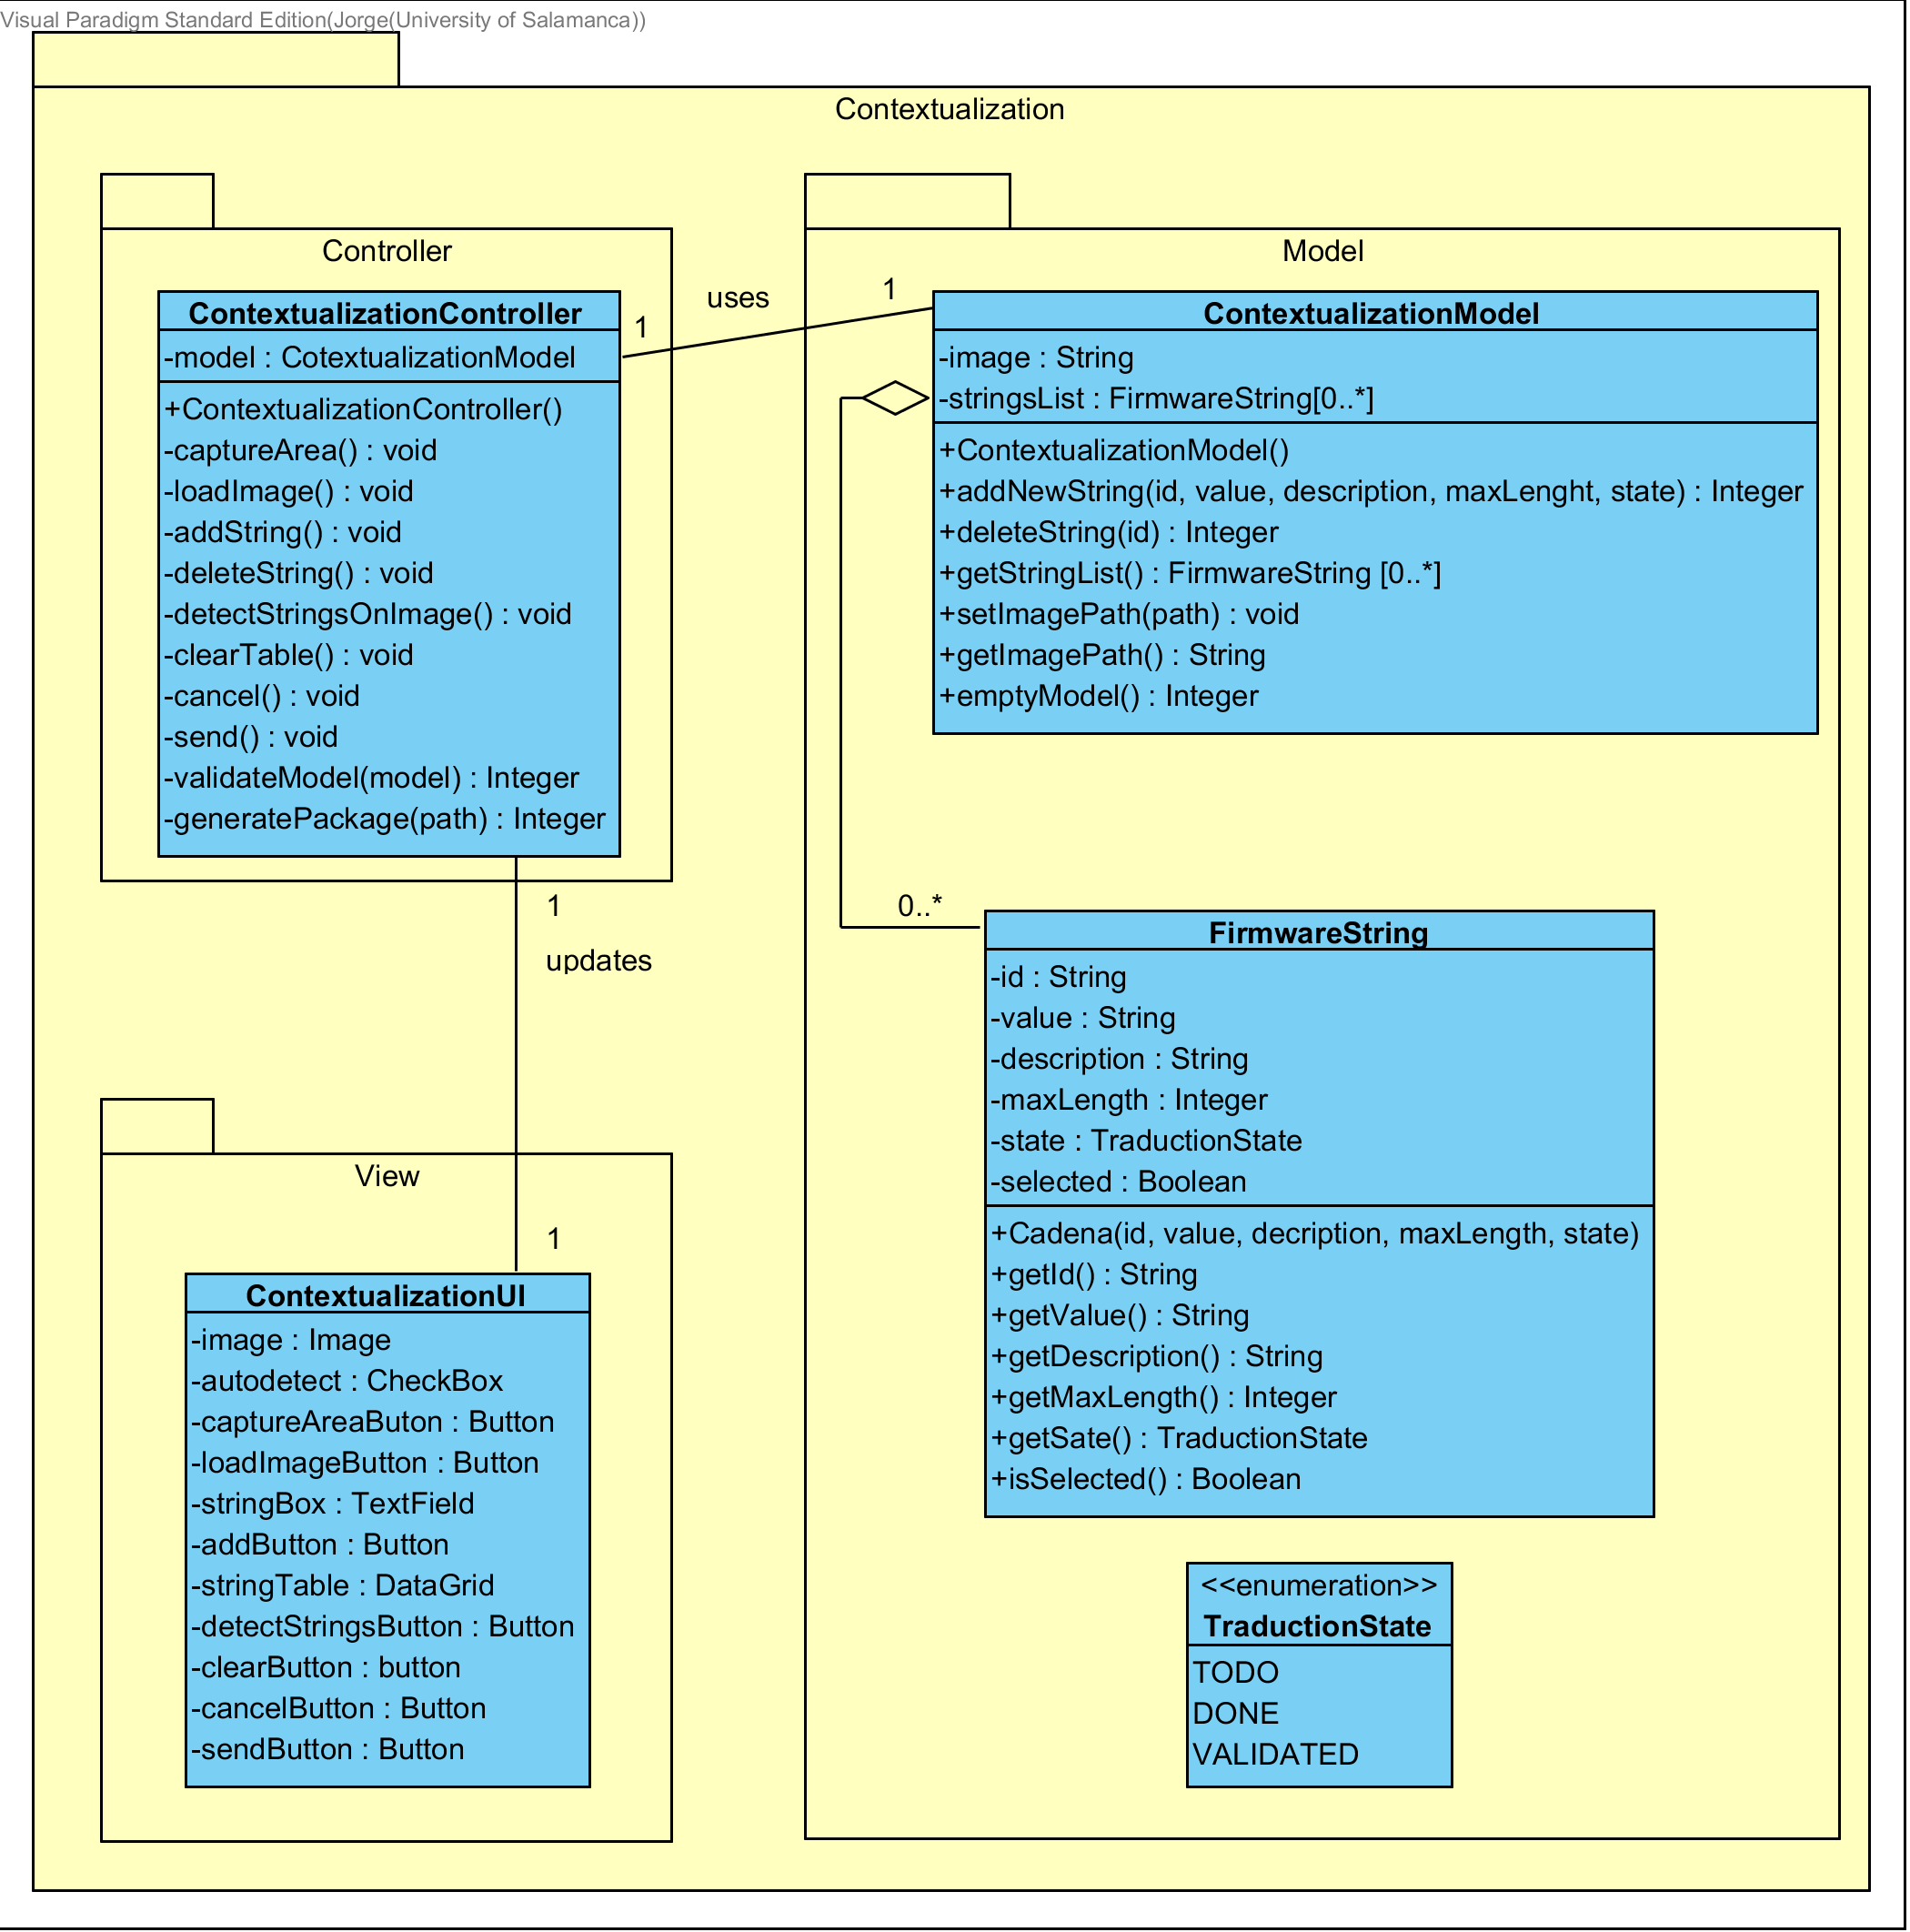 Visual Paradigm Standard Edition(Jorge(University of Salamanca))
Contextualization
Controller
ContextualizationController
-model : CotextualizationModel
+ContextualizationController()
-captureArea() : void
-loadImage() : void
-addString() : void
-deleteString() : void
-detectStringsOnImage() : void
-clearTable() : void
-cancel() : void
-send() : void
-validateModel(model) : Integer
-generatePackage(path) : Integer
1
uses
1
Model
ContextualizationModel
-image : String
-stringsList : FirmwareString[0..*]
+ContextualizationModel()
+addNewString(id, value, description, maxLenght, state) : Integer
+deleteString(id) : Integer
+getStringList() : FirmwareString [0..*]
+setImagePath(path) : void
+getImagePath() : String
+emptyModel() : Integer
0..*
FirmwareString
-id : String
-value : String
-description : String
-maxLength : Integer
-state : TraductionState
-selected : Boolean
+Cadena(id, value, decription, maxLength, state)
+getId() : String
+getValue() : String
+getDescription() : String
+getMaxLength() : Integer
+getSate() : TraductionState
+isSelected() : Boolean
<<enumeration>>
TraductionState
TODO
DONE
VALIDATED
1
updates
View
1
ContextualizationUI
-image : Image
-autodetect : CheckBox
-captureAreaButon : Button
-loadImageButton : Button
-stringBox : TextField
-addButton : Button
-stringTable : DataGrid
-detectStringsButton : Button
-clearButton : button
-cancelButton : Button
-sendButton : Button